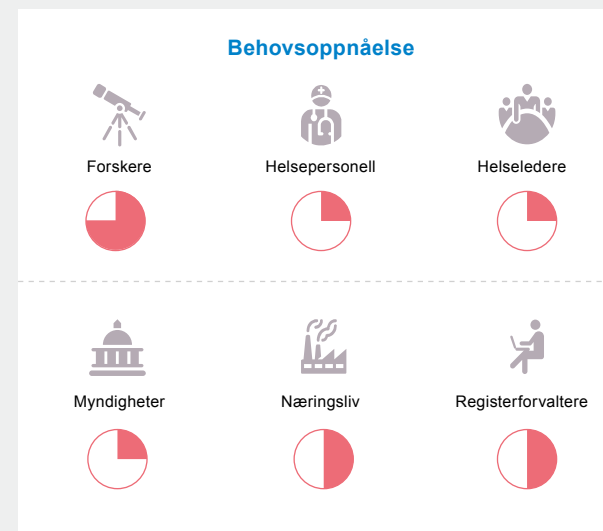 Behovsoppnåelse
Forskere
Helsepersonell
Helseledere
Myndigheter
Næringsliv
Registerforvaltere